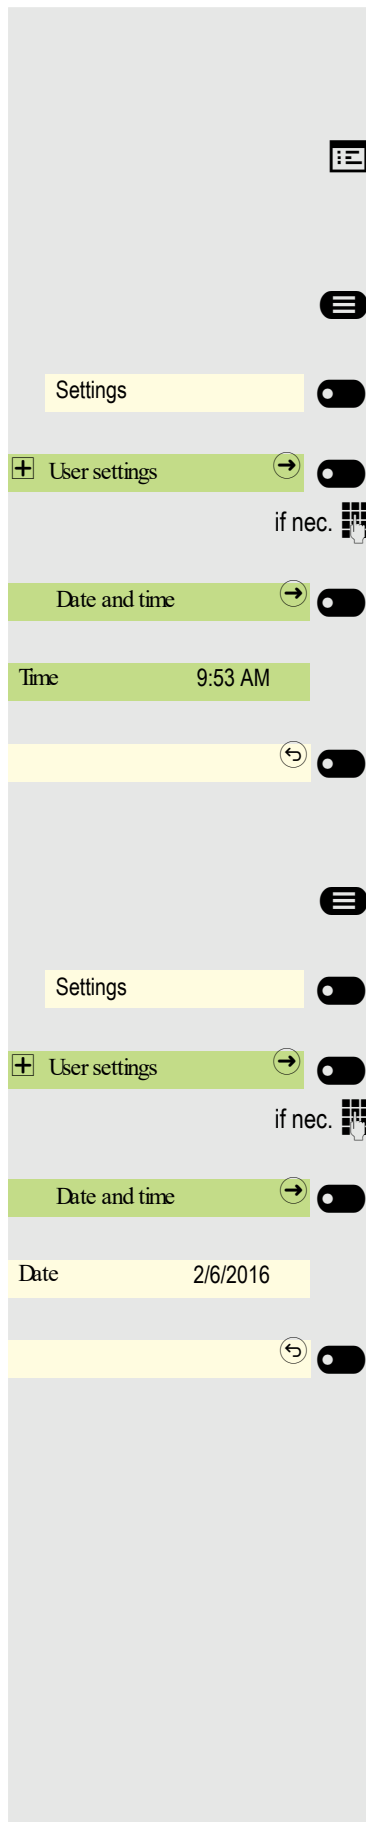 Settings
User settings
if nec.
Date and time
Time 9:53 AM
Settings
User settings
if nec.
Date and time
Date 2/6/2016